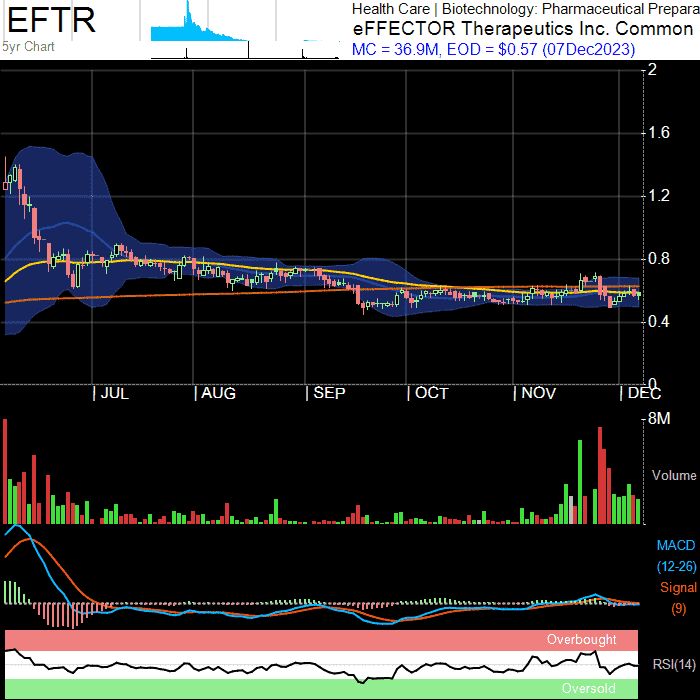 EFTR
5yr Chart
Health Care | Biotechnology: Pharmaceutical Prepara
eFFECTOR Therapeutics Inc. Common
MC = 36.9M, EOD = $0.57 (07Dec2023)
2
1.6
1.2
0.8
0.4
0
| JUL | AUG | SEP | OCT | NOV | DEC
8M
Volume
MACD
(12-26)
Signal
(9)
Overbought
RSI(14)
Oversold